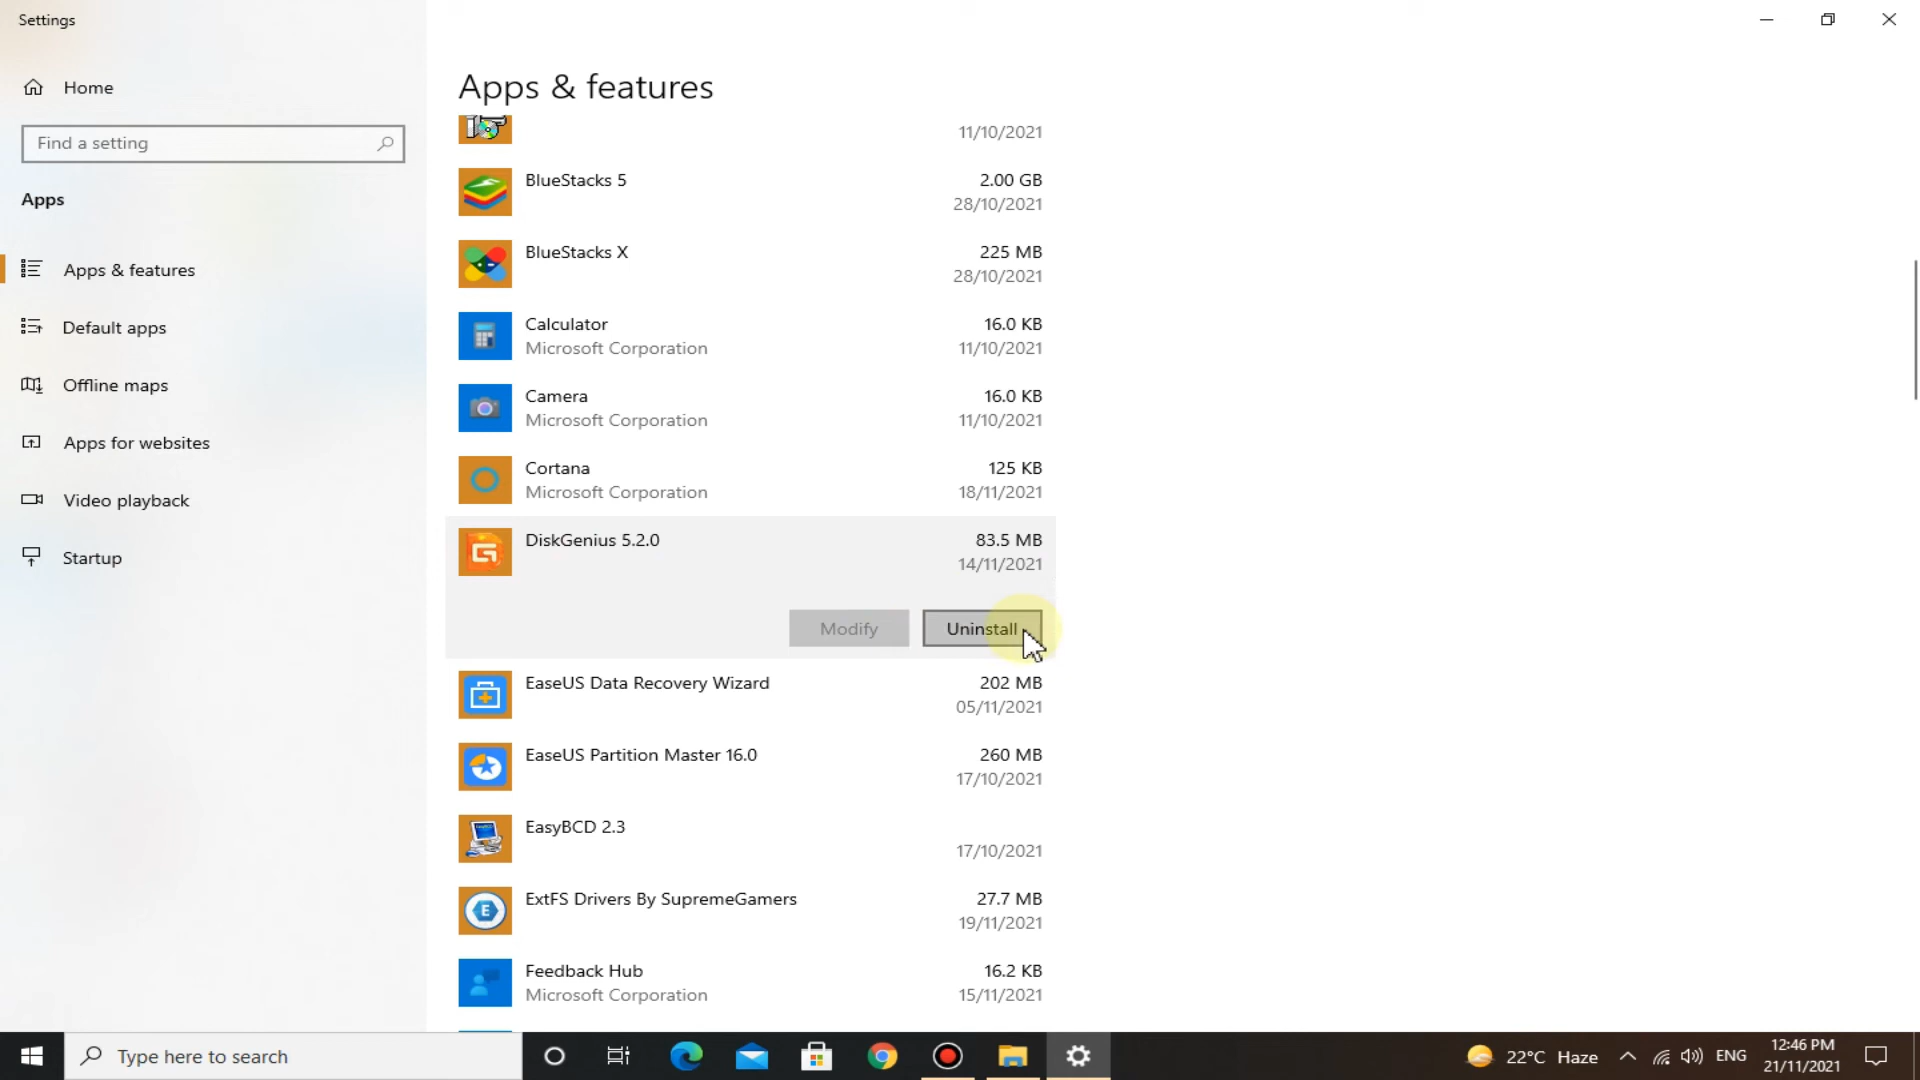 Settings
Home
Find a setting
Apps
Apps & features
Default apps
Offline maps
Apps for websites
Video playback
Startup
Apps & features
11/10/2021
BlueStacks 5 2.00 GB
28/10/2021
BlueStacks X 225 MB
28/10/2021
Calculator 16.0 KB
Microsoft Corporation 11/10/2021
Camera 16.0 KB
Microsoft Corporation 11/10/2021
Cortana 125 KB
Microsoft Corporation 18/11/2021
DiskGenius 5.2.0 83.5 MB
14/11/2021
Modify Uninstall
EaseUS Data Recovery Wizard 202 MB
05/11/2021
EaseUS Partition Master 16.0 260 MB
17/10/2021
EasyBCD 2.3
17/10/2021
ExtFS Drivers By SupremeGamers 27.7 MB
19/11/2021
Feedback Hub 16.2 KB
Microsoft Corporation 15/11/2021
Type here to search
22°C Haze
ENG
12:46 PM
21/11/2021